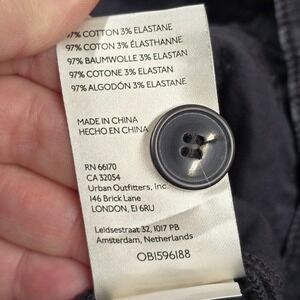 97% COTTON 3% ELASTANE
97% COTON 3% ÉLASTHANNE
97% BAUMWOLLE 3% ELASTAN
97% COTONE 3% ELASTAN
97% ALGODÓN 3% ELASTANE
MADE IN CHINA
HECHO EN CHINA
RN 66170
CA 32054
Urban Outfitters, Inc.
146 Brick Lane
LONDON, E1 6RU
Leidsestraat 32, 1017 PB
Amsterdam, Netherlands
OB1596188